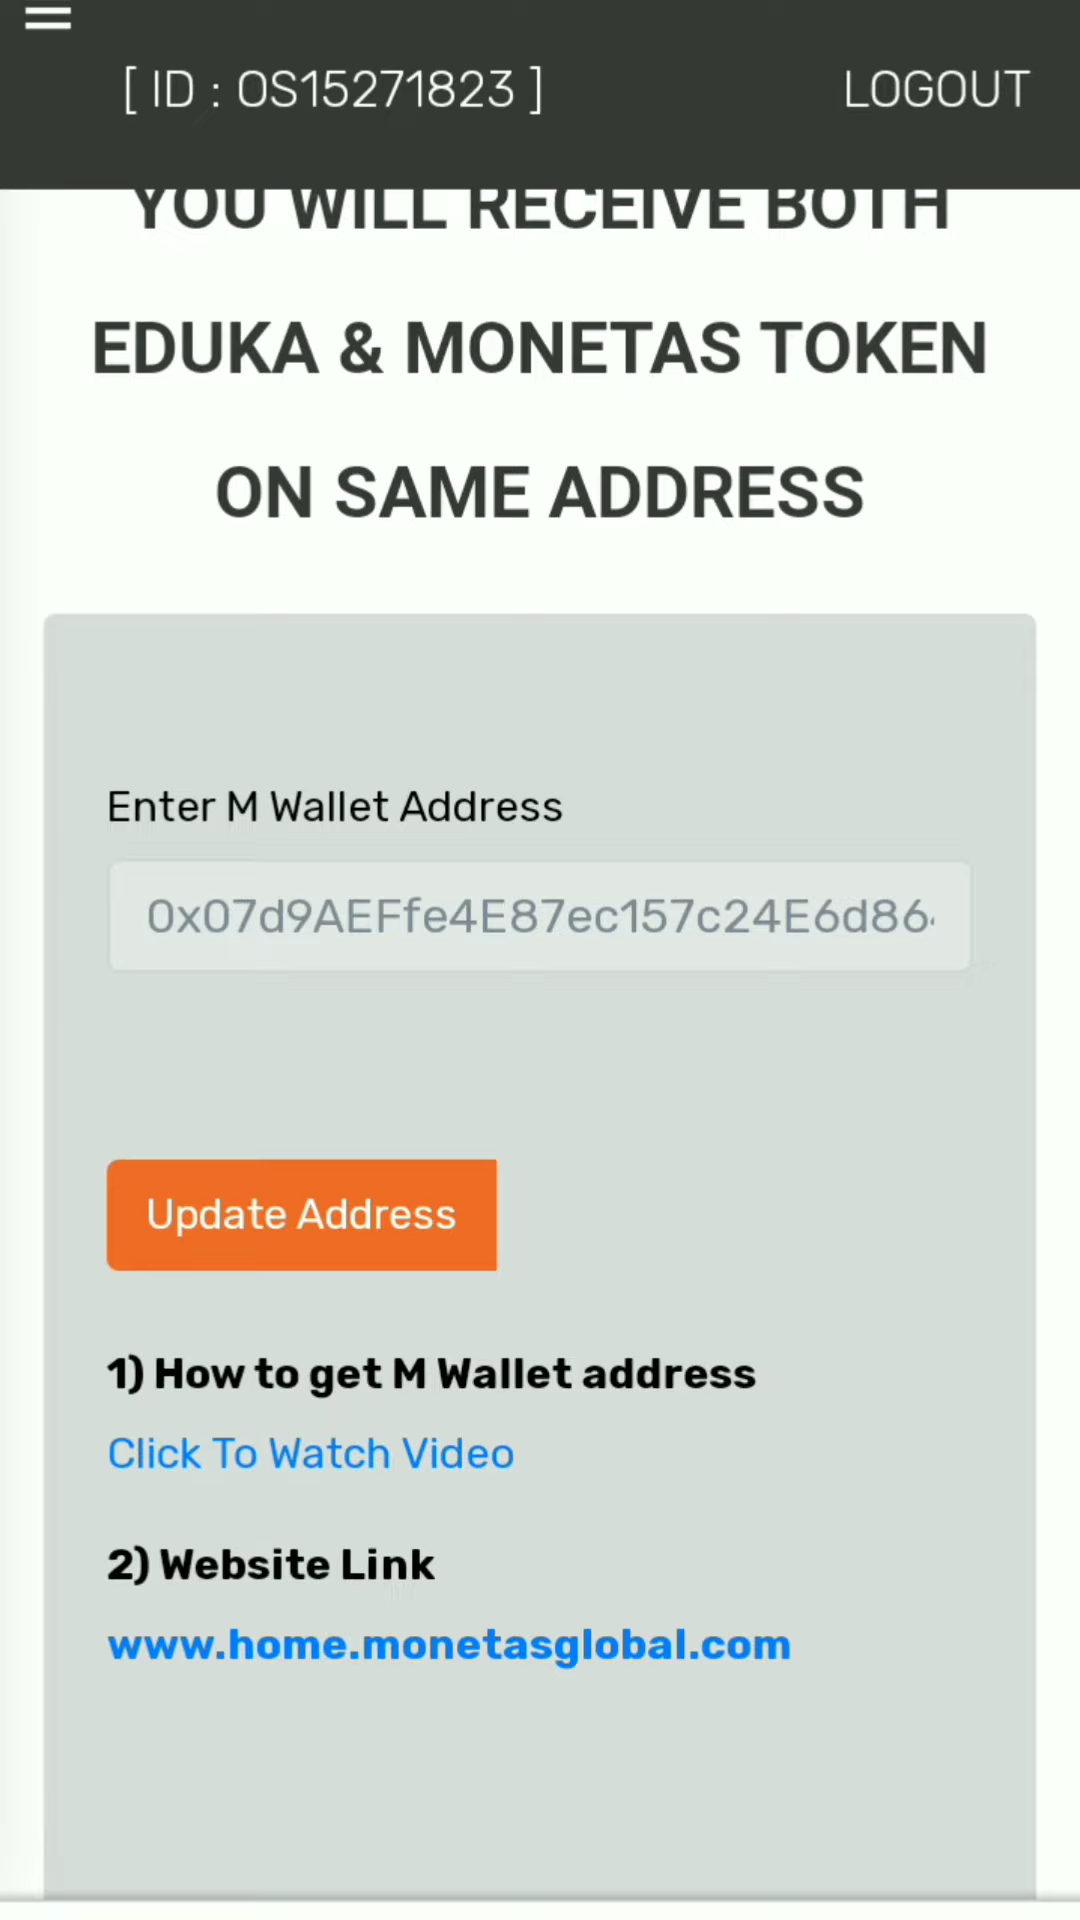 [ ID : OS15271823 ]
LOGOUT
YOU WILL RECEIVE BOTH
EDUKA & MONETAS TOKEN
ON SAME ADDRESS
Enter M Wallet Address
0x07d9AEFfe4E87ec157c24E6d86
Update Address
1) How to get M Wallet address
Click To Watch Video
2) Website Link
www.home.monetasglobal.com